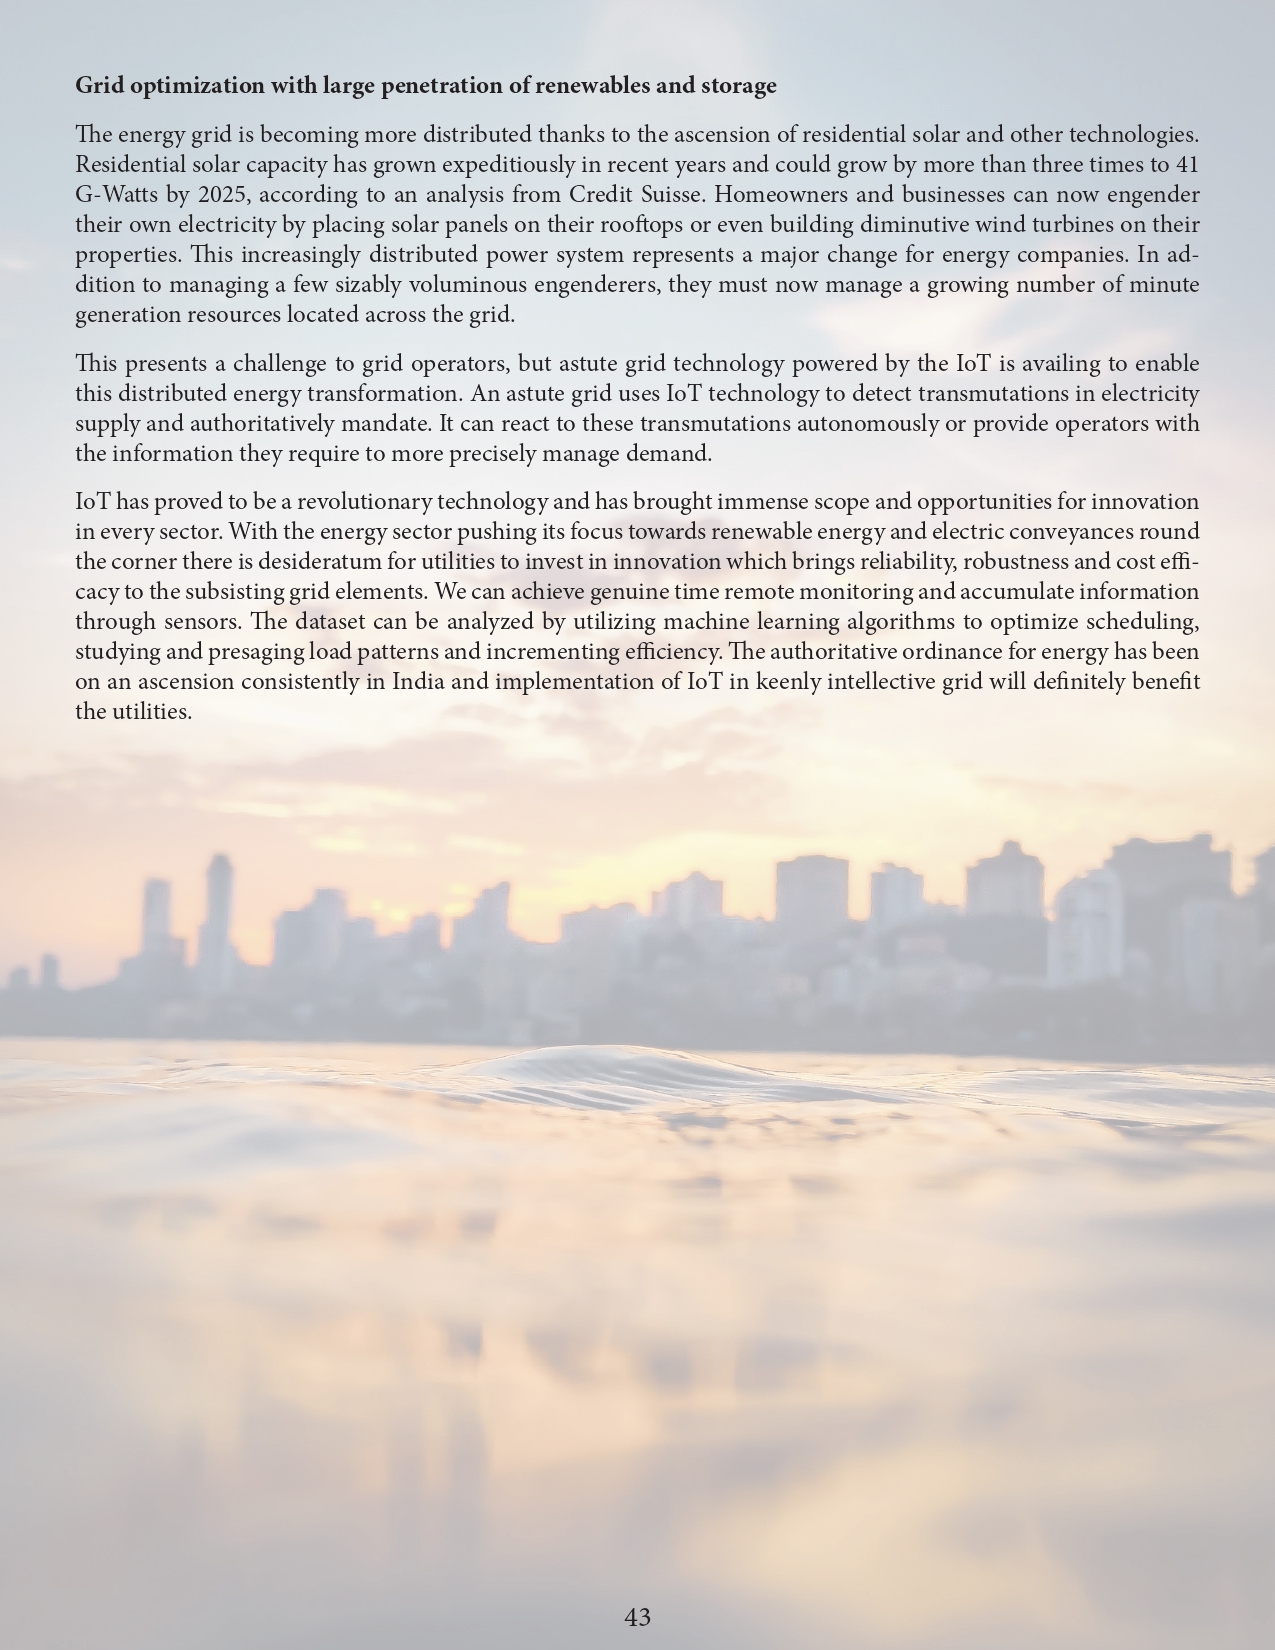 Grid optimization with large penetration of renewables and storage
The energy grid is becoming more distributed thanks to the ascension of residential solar and other technologies.
Residential solar capacity has grown expeditiously in recent years and could grow by more than three times to 41
G-Watts by 2025, according to an analysis from Credit Suisse. Homeowners and businesses can now engender
their own electricity by placing solar panels on their rooftops or even building diminutive wind turbines on their
properties. This increasingly distributed power system represents a major change for energy companies. In ad-
dition to managing a few sizably voluminous engenderers, they must now manage a growing number of minute
generation resources located across the grid.
This presents a challenge to grid operators, but astute grid technology powered by the IoT is availing to enable
this distributed energy transformation. An astute grid uses IoT technology to detect transmutations in electricity
supply and authoritatively mandate. It can react to these transmutations autonomously or provide operators with
the information they require to more precisely manage demand.
IoT has proved to be a revolutionary technology and has brought immense scope and opportunities for innovation
in every sector. With the energy sector pushing its focus towards renewable energy and electric conveyances round
the corner there is desideratum for utilities to invest in innovation which brings reliability, robustness and cost effi-
cacy to the subsisting grid elements. We can achieve genuine time remote monitoring and accumulate information
through sensors. The dataset can be analyzed by utilizing machine learning algorithms to optimize scheduling,
studying and presaging load patterns and incrementing efficiency. The authoritative ordinance for energy has been
on an ascension consistently in India and implementation of IoT in keenly intellective grid will definitely benefit
the utilities.
43